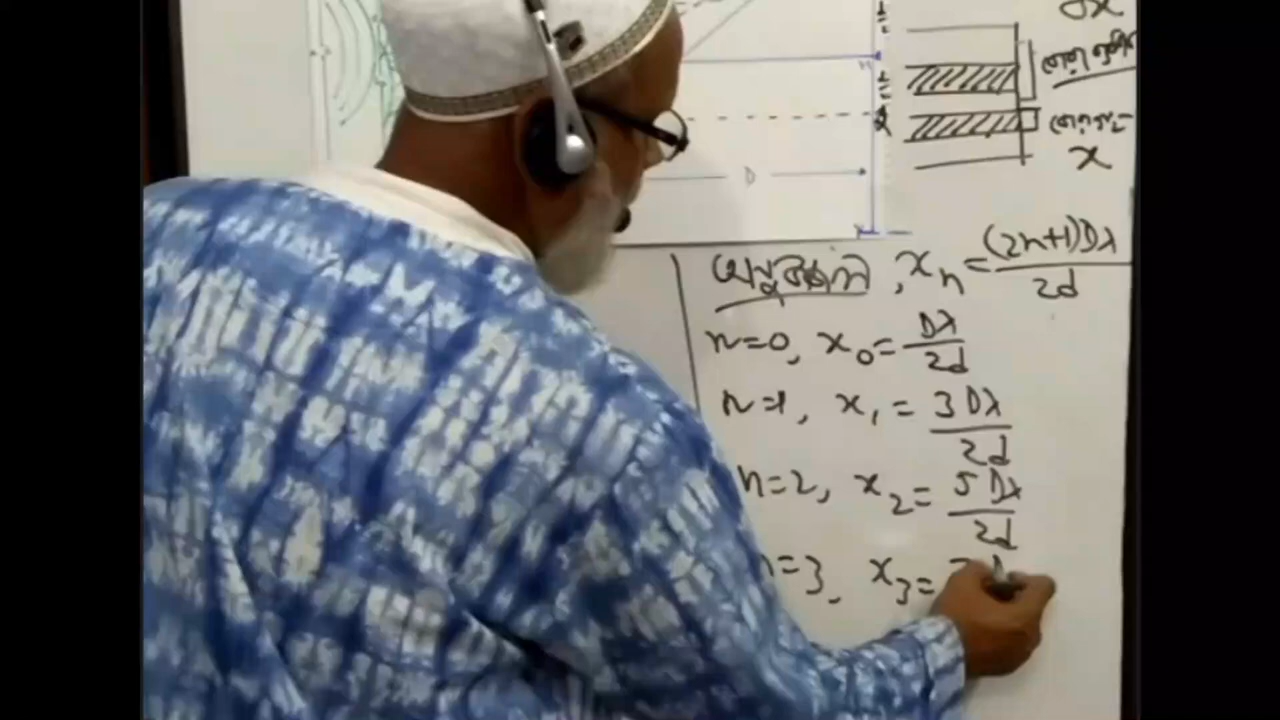 D
x
অন্ধকার, xₙ = (2n+1)Dλ / 2d
n=0, x₀ = Dλ / 2d
n=1, x₁ = 3Dλ / 2d
n=2, x₂ = 5Dλ / 2d
n=3, x₃ =